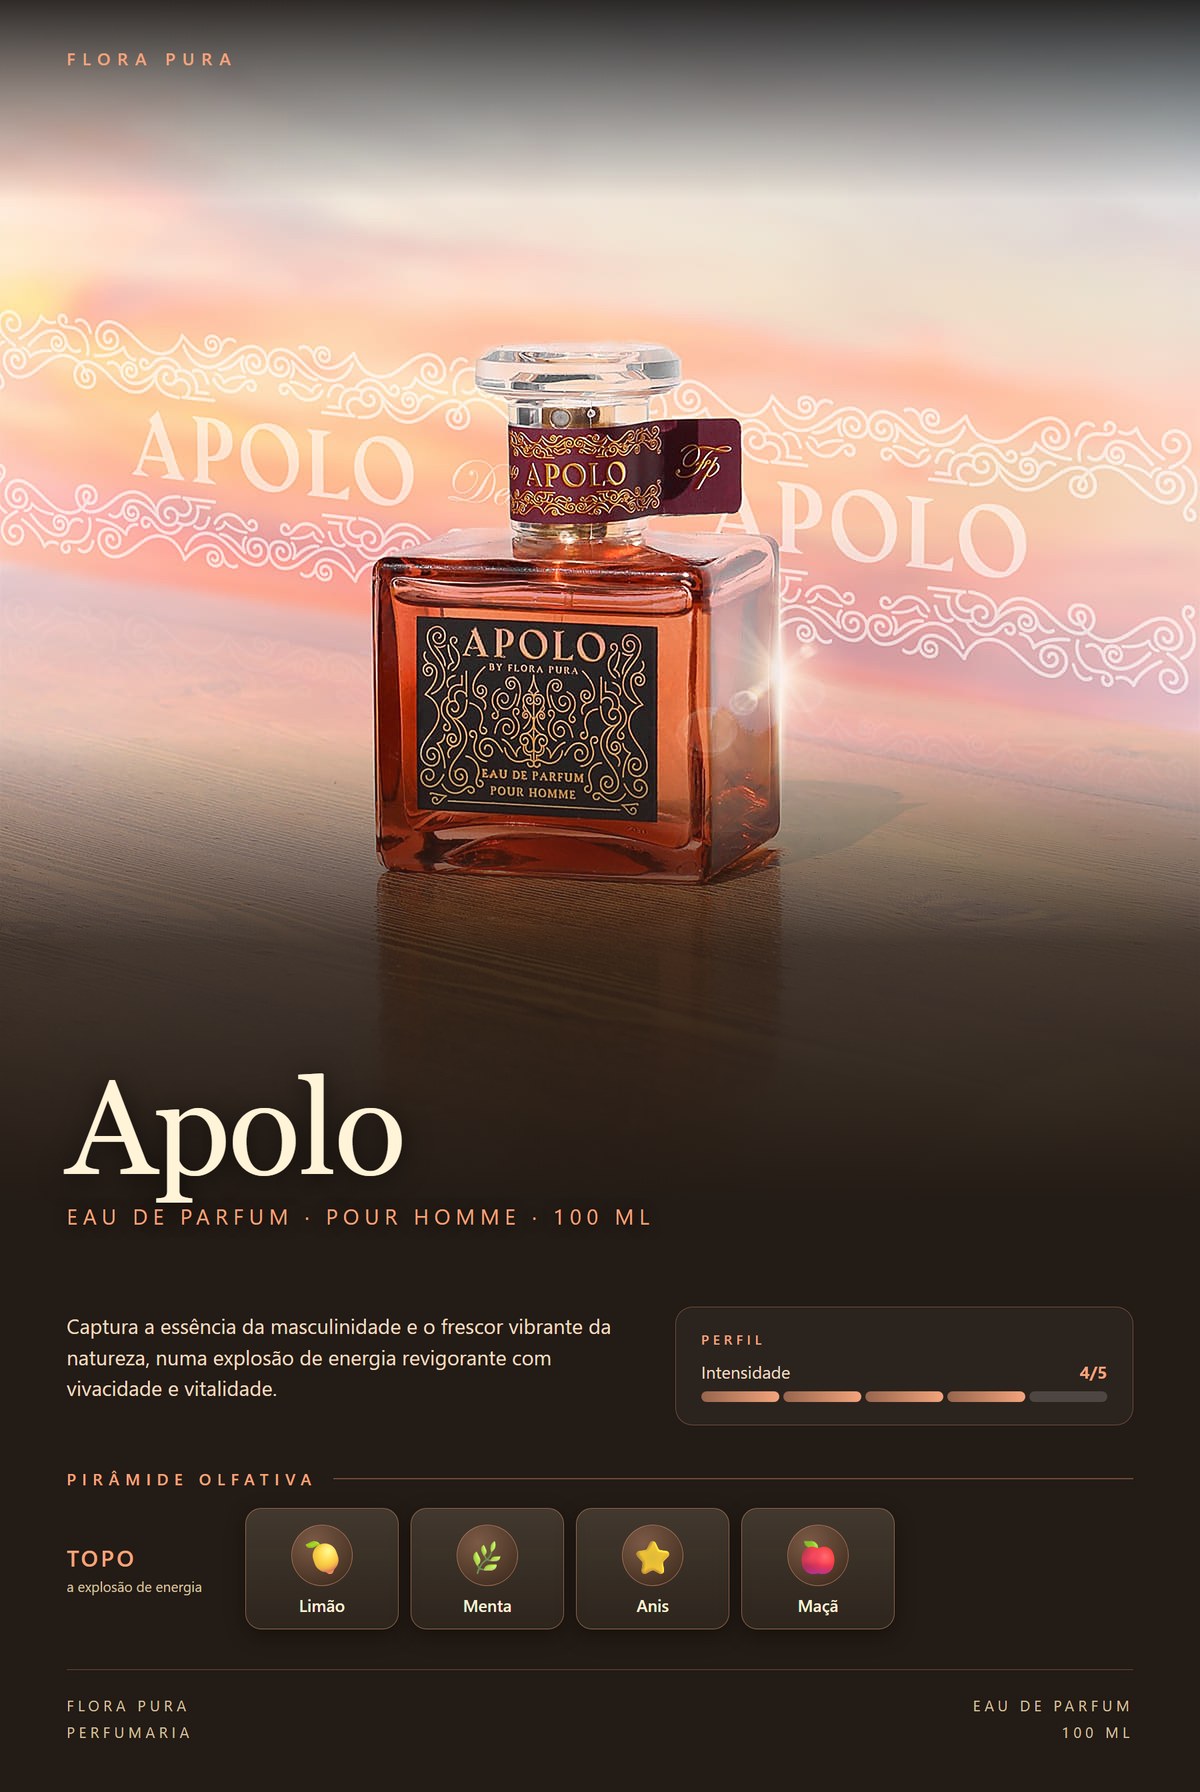 FLORA PURA
APOLO
De
APOLO
Fp
APOLO
APOLO
BY FLORA PURA
EAU DE PARFUM
POUR HOMME
Apolo
EAU DE PARFUM · POUR HOMME · 100 ML
Captura a essência da masculinidade e o frescor vibrante da
natureza, numa explosão de energia revigorante com
vivacidade e vitalidade.
PERFIL
Intensidade 4/5
PIRÂMIDE OLFATIVA
TOPO
a explosão de energia
Limão Menta Anis Maçã
FLORA PURA
PERFUMARIA
EAU DE PARFUM
100 ML